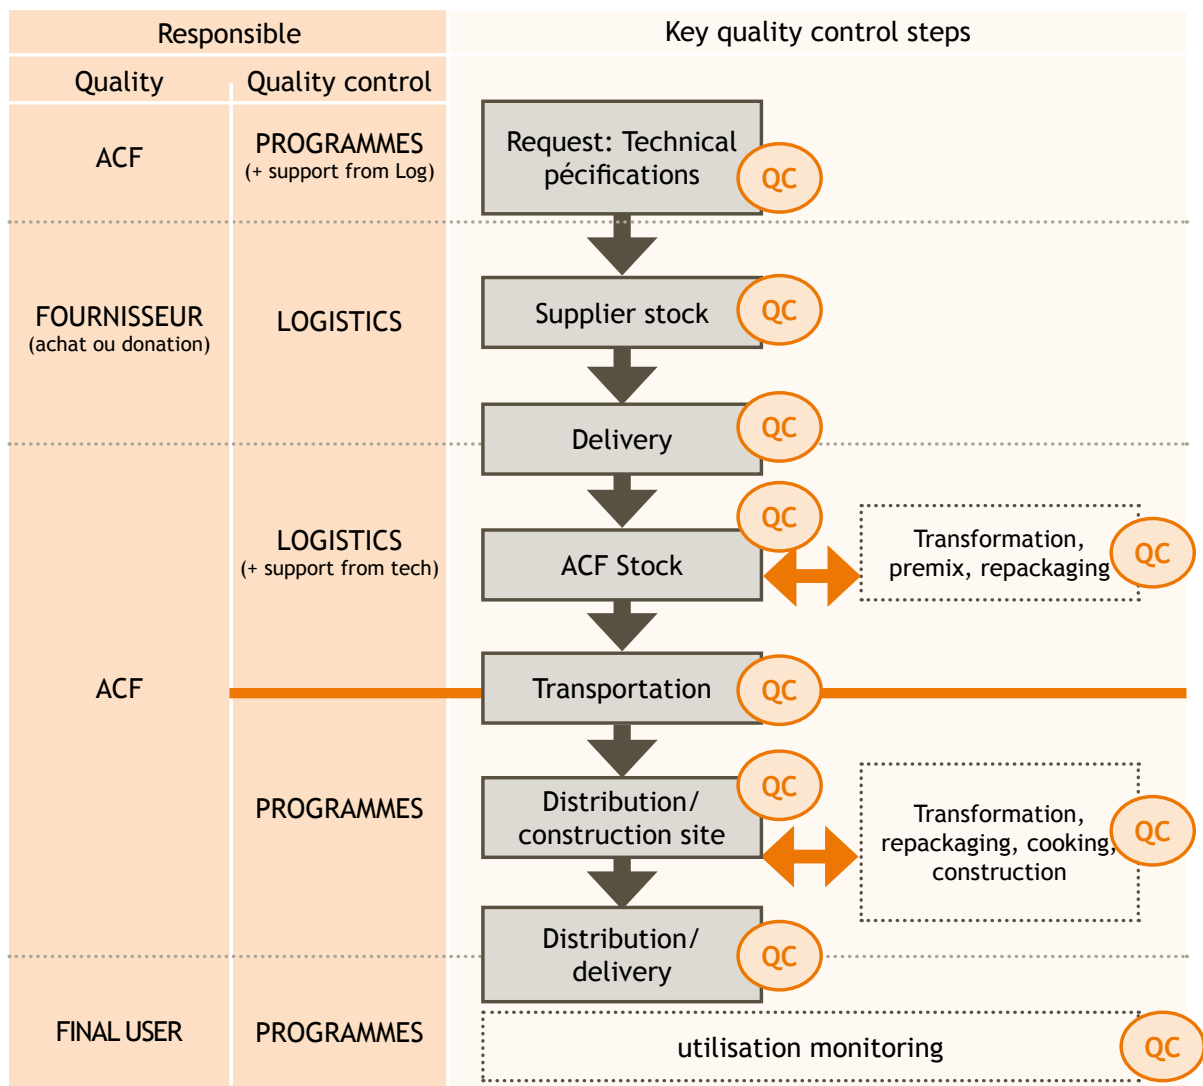 Responsible
Key quality control steps
Quality
Quality control
ACF
PROGRAMMES
(+ support from Log)
Request: Technical
pécifications
QC
FOURNISSEUR
(achat ou donation)
LOGISTICS
Supplier stock
QC
Delivery
QC
LOGISTICS
(+ support from tech)
ACF Stock
QC
Transformation,
premix, repackaging
QC
ACF
Transportation
QC
PROGRAMMES
Distribution/
construction site
QC
Transformation,
repackaging, cooking,
construction
QC
Distribution/
delivery
QC
FINAL USER
PROGRAMMES
utilisation monitoring
QC